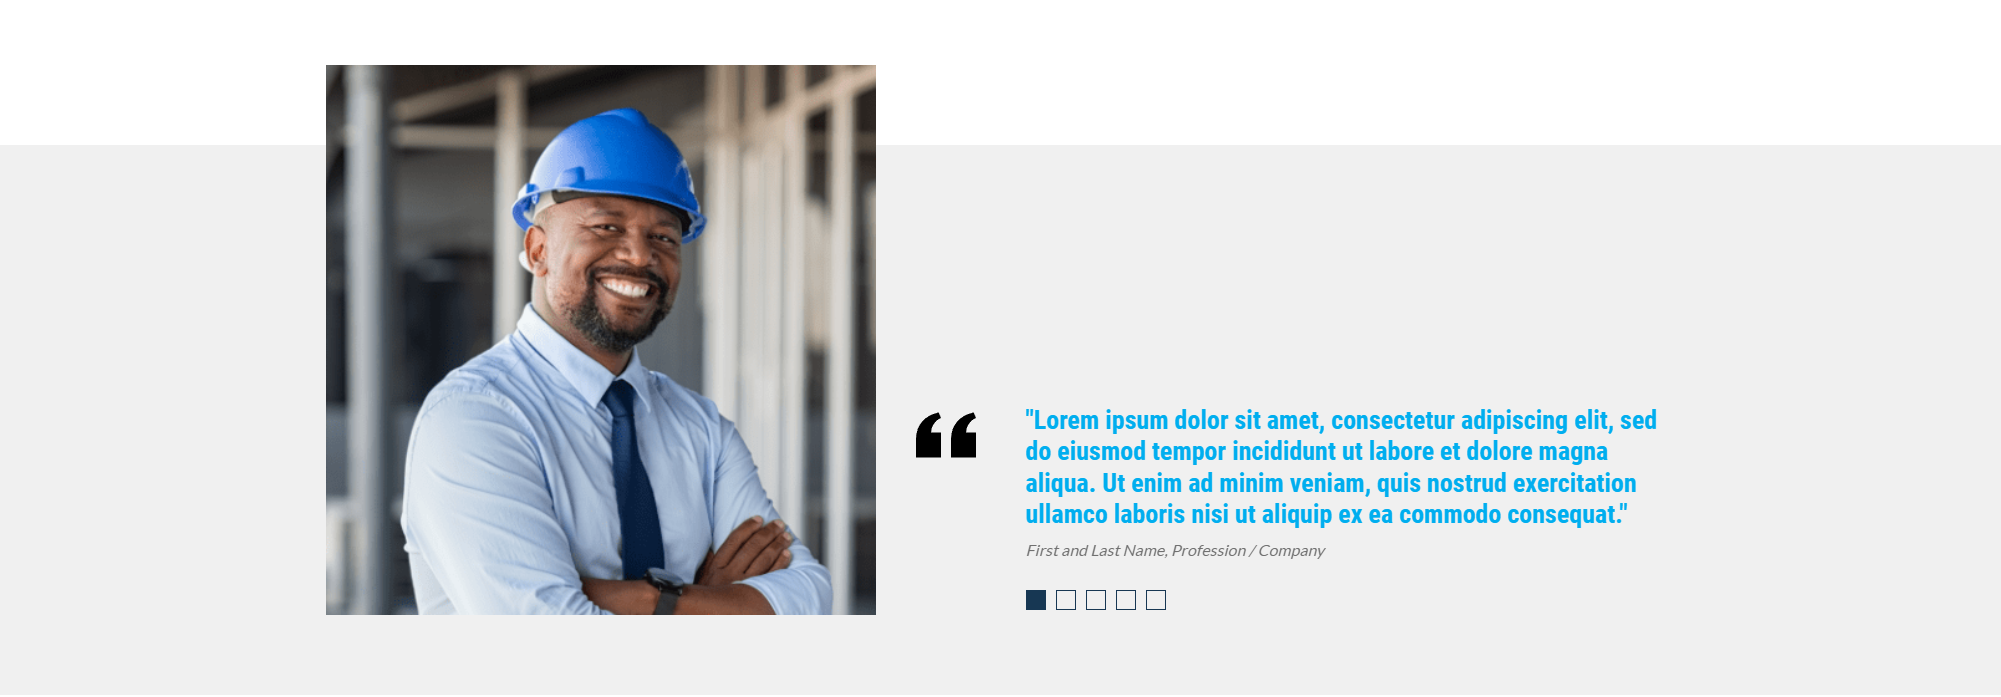 "Lorem ipsum dolor sit amet, consectetur adipiscing elit, sed
do eiusmod tempor incididunt ut labore et dolore magna
aliqua. Ut enim ad minim veniam, quis nostrud exercitation
ullamco laboris nisi ut aliquip ex ea commodo consequat."
First and Last Name, Profession / Company